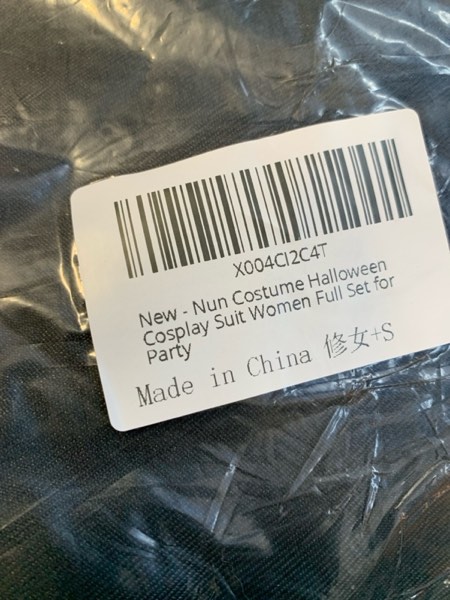 X004CI2C4T
New - Nun Costume Halloween
Cosplay Suit Women Full Set for
Party
Made in China 修女+S